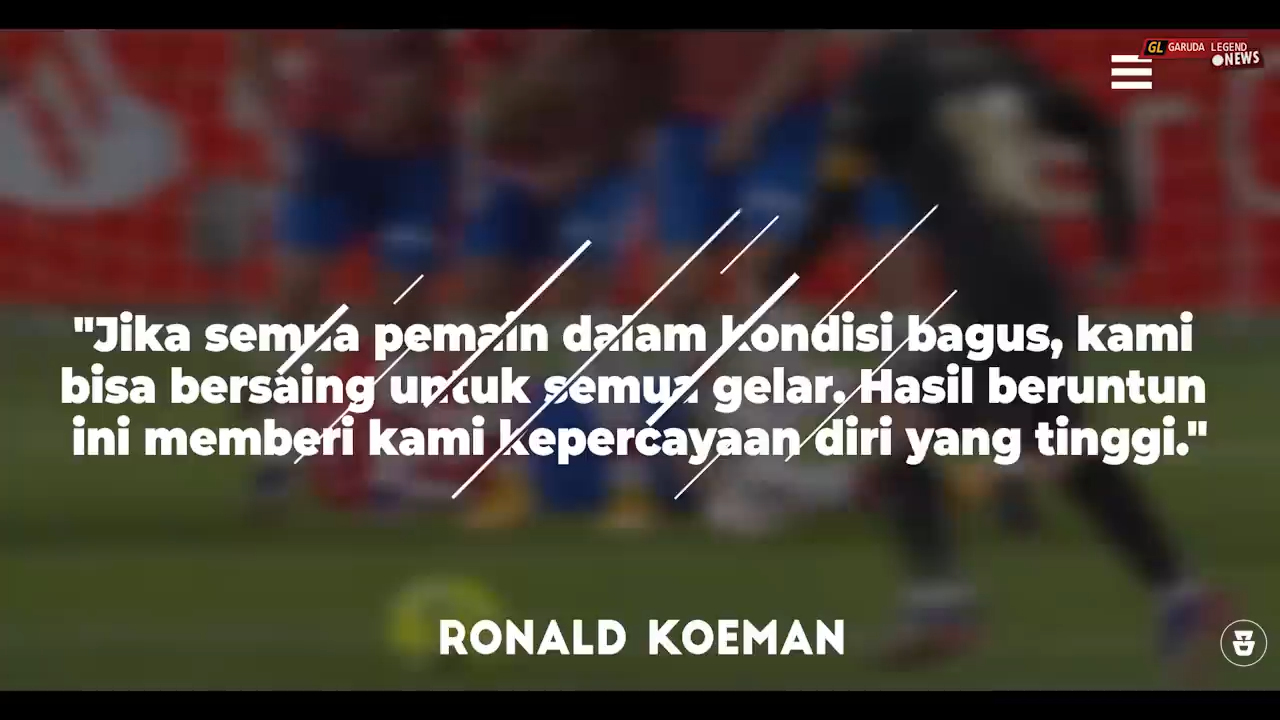 GL GARUDA LEGEND
NEWS
"Jika semua pemain dalam kondisi bagus, kami
bisa bersaing untuk semua gelar. Hasil beruntun
ini memberi kami kepercayaan diri yang tinggi."
RONALD KOEMAN